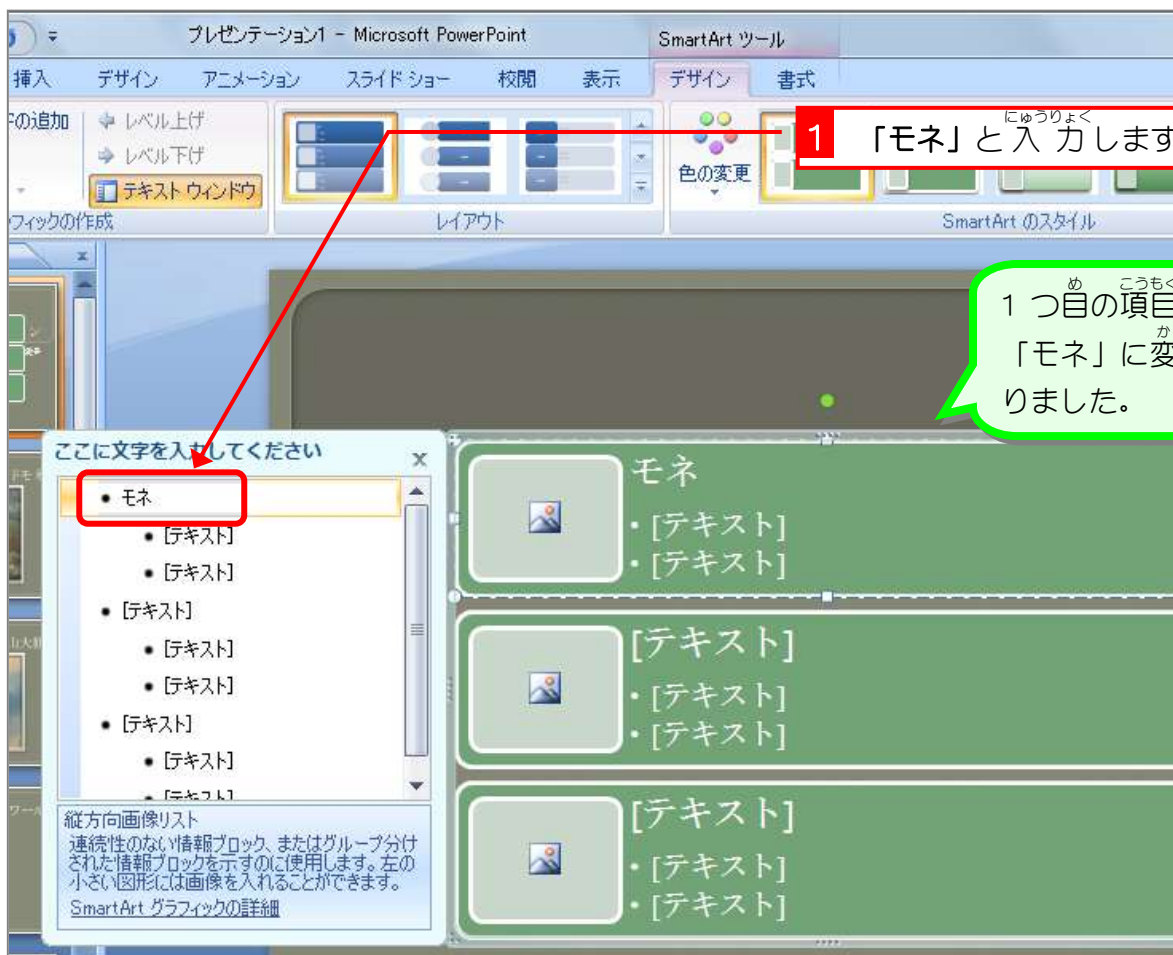 プレゼンテーション1 - Microsoft PowerPoint
SmartArt ツール
挿入 デザイン アニメーション スライド ショー 校閲 表示 デザイン 書式
の追加
レベル上げ
レベル下げ
テキスト ウィンドウ
フィックの作成
レイアウト
色の変更
SmartArt のスタイル
にゅうりょく
1 「モネ」と入力します
め こうもく
1つ目の項目
か
「モネ」に変
りました。
ここに文字を入力してください
モネ
[テキスト]
[テキスト]
[テキスト]
[テキスト]
[テキスト]
[テキスト]
[テキスト]
[テキスト]
縦方向画像リスト
連続性のない情報ブロック、またはグループ分け
された情報ブロックを示すのに使用します。左の
小さい図形には画像を入れることができます。
SmartArt グラフィックの詳細
モネ
・[テキスト]
・[テキスト]
[テキスト]
・[テキスト]
・[テキスト]
[テキスト]
・[テキスト]
・[テキスト]